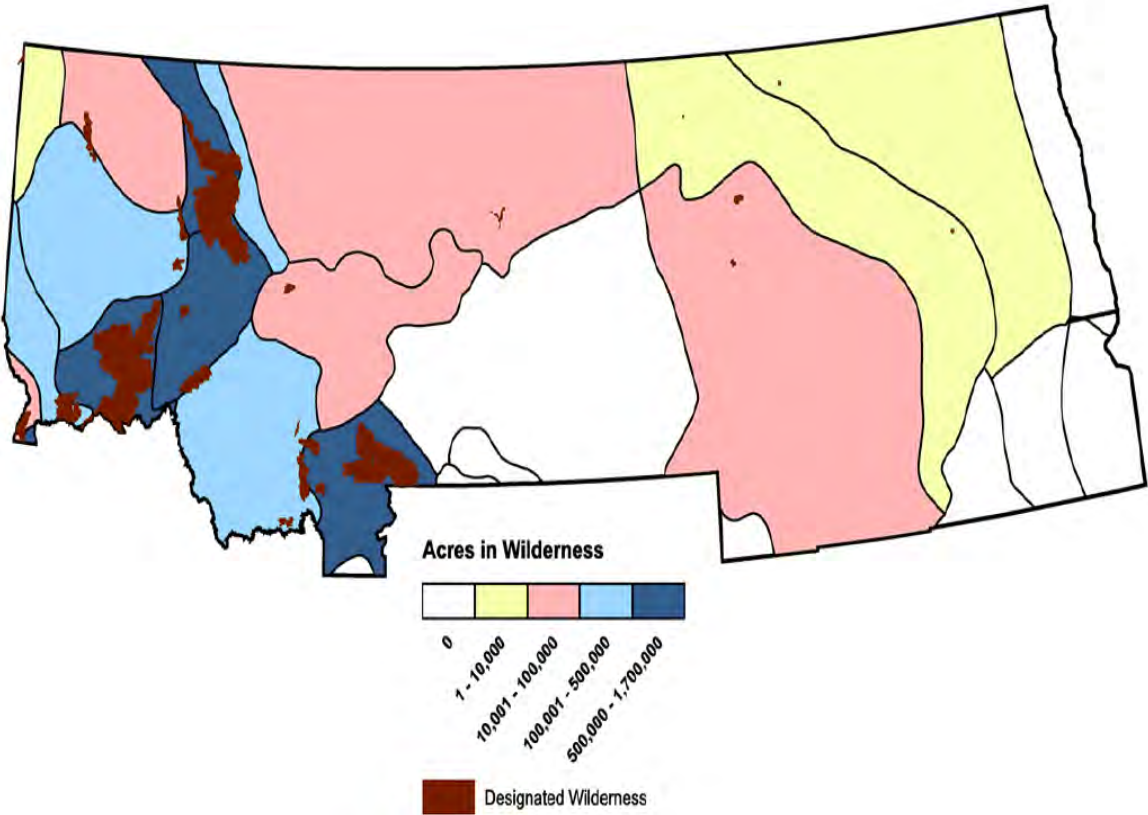 Acres in Wilderness
0
1 - 10,000
10,001 - 100,000
100,001 - 500,000
500,000 - 1,700,000
Designated Wilderness